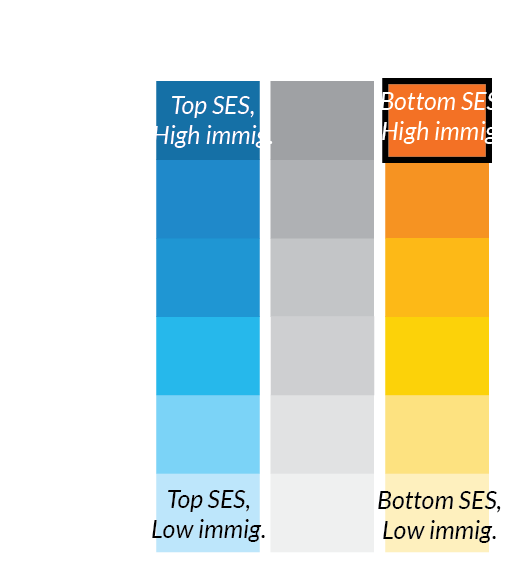 Top SES,
High immig.
Bottom SES
High immig
Top SES,
Low immig.
Bottom SES,
Low immig.